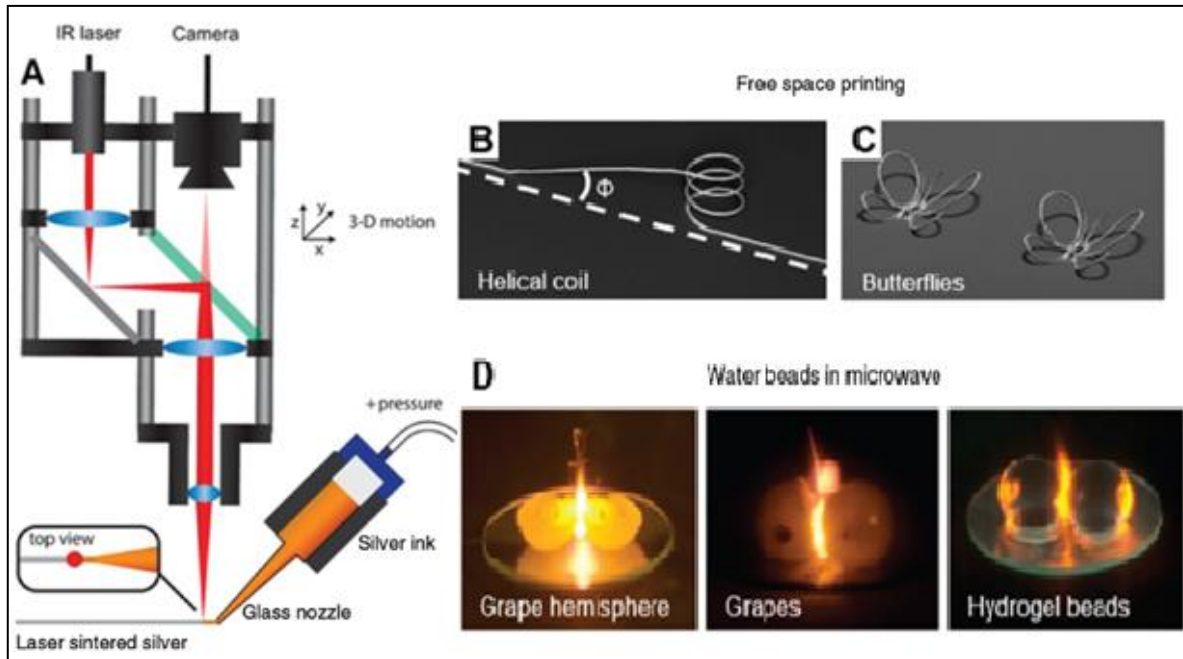 IR laser
Camera
A
z
y
x
3-D motion
+pressure
top view
Silver ink
Glass nozzle
Laser sintered silver
Free space printing
B
Φ
Helical coil
C
Butterflies
D
Water beads in microwave
Grape hemisphere
Grapes
Hydrogel beads